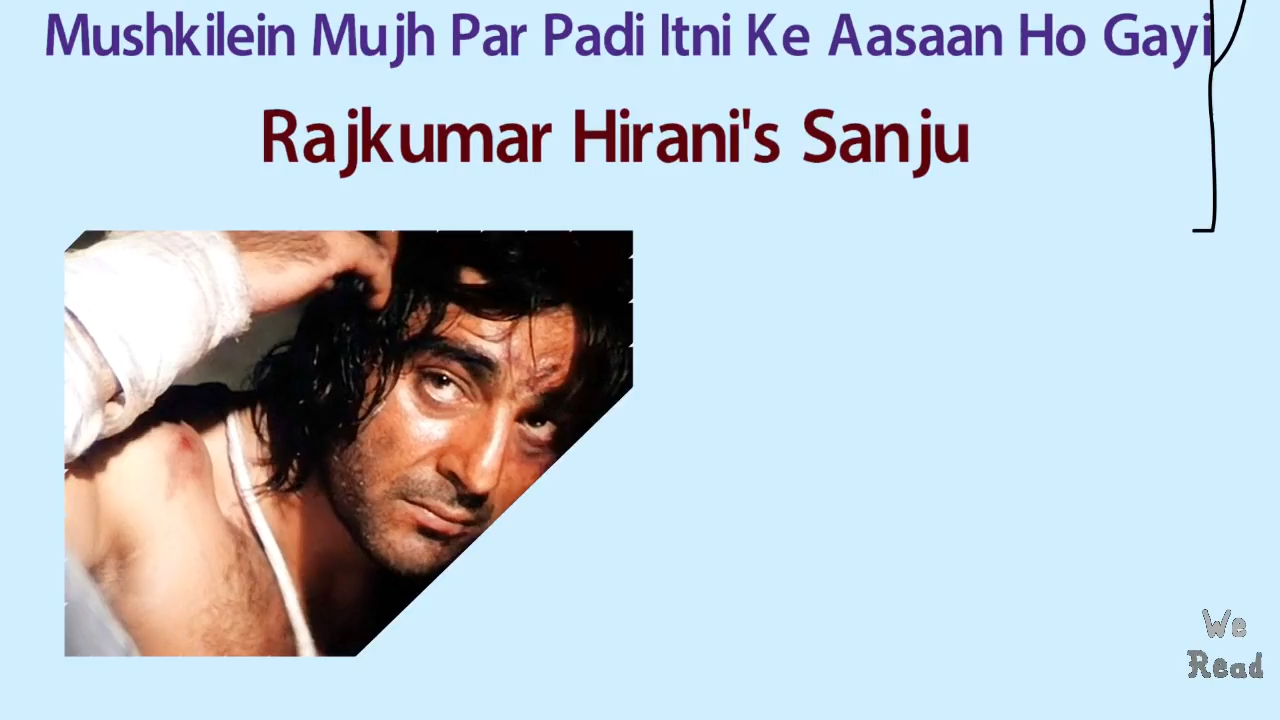 Mushkilein Mujh Par Padi Itni Ke Aasaan Ho Gayi
Rajkumar Hirani's Sanju
We
Read